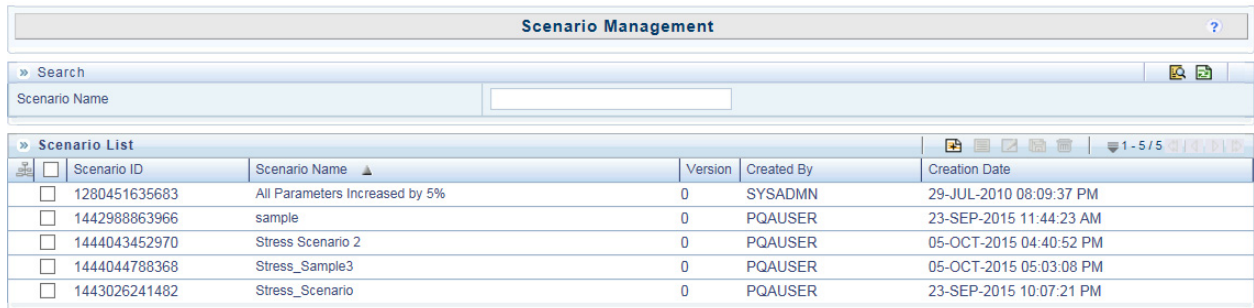 Scenario Management ?
» Search
Scenario Name
» Scenario List 1 - 5 / 5
Scenario ID Scenario Name Version Created By Creation Date
1280451635683 All Parameters Increased by 5% 0 SYSADMN 29-JUL-2010 08:09:37 PM
1442988863966 sample 0 PQAUSER 23-SEP-2015 11:44:23 AM
1444043452970 Stress Scenario 2 0 PQAUSER 05-OCT-2015 04:40:52 PM
1444044788368 Stress_Sample3 0 PQAUSER 05-OCT-2015 05:03:08 PM
1443026241482 Stress_Scenario 0 PQAUSER 23-SEP-2015 10:07:21 PM